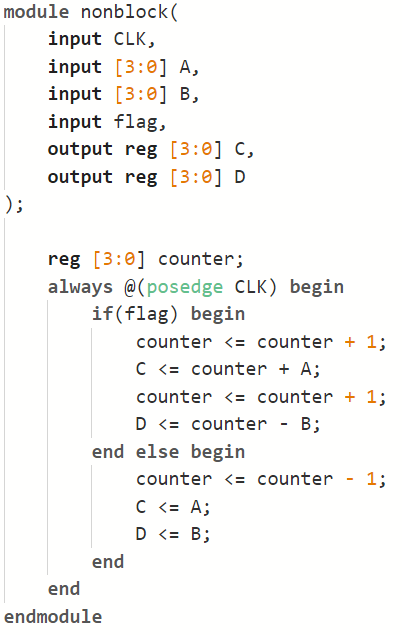 module nonblock(
    input CLK,
    input [3:0] A,
    input [3:0] B,
    input flag,
    output reg [3:0] C,
    output reg [3:0] D
);

    reg [3:0] counter;
    always @(posedge CLK) begin
        if(flag) begin
            counter <= counter + 1;
            C <= counter + A;
            counter <= counter + 1;
            D <= counter - B;
        end else begin
            counter <= counter - 1;
            C <= A;
            D <= B;
        end
    end
endmodule